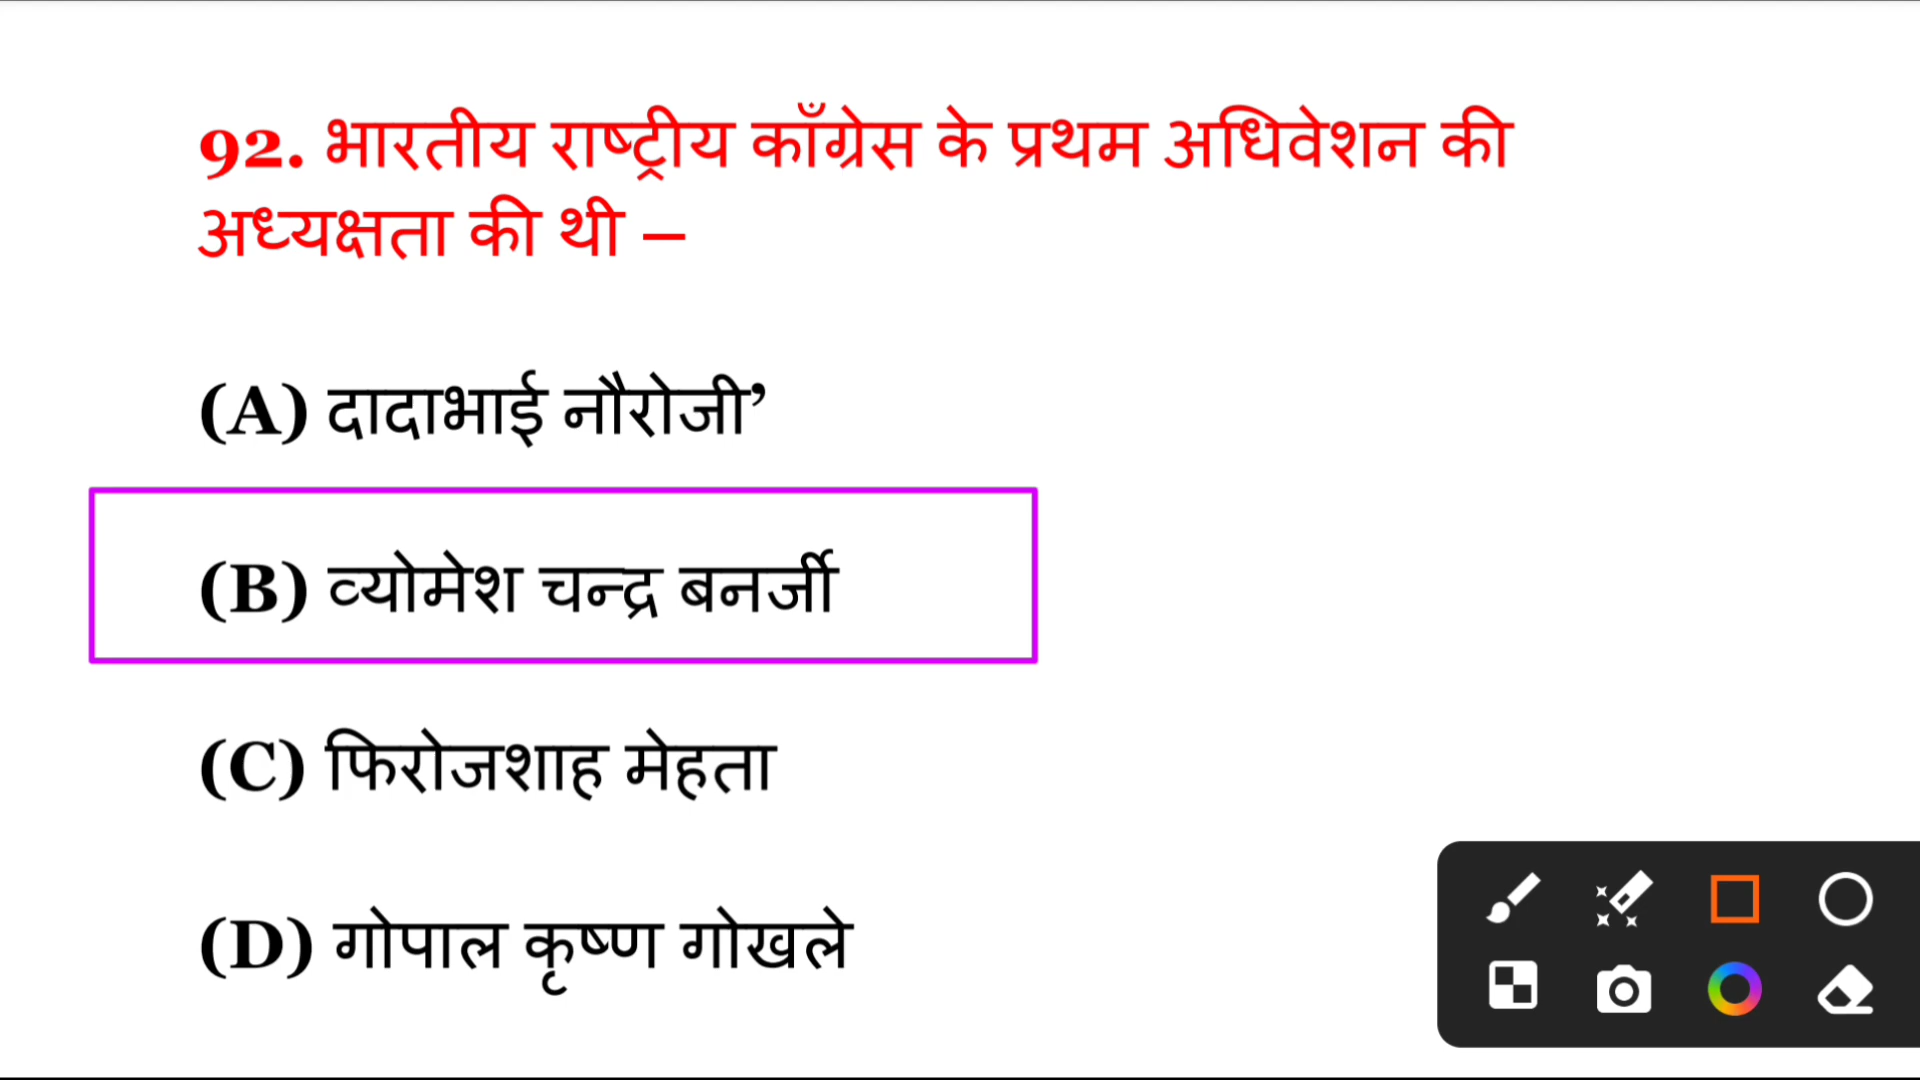 92. भारतीय राष्ट्रीय काँग्रेस के प्रथम अधिवेशन की
अध्यक्षता की थी –
(A) दादाभाई नौरोजी’
(B) व्योमेश चन्द्र बनर्जी
(C) फिरोजशाह मेहता
(D) गोपाल कृष्ण गोखले